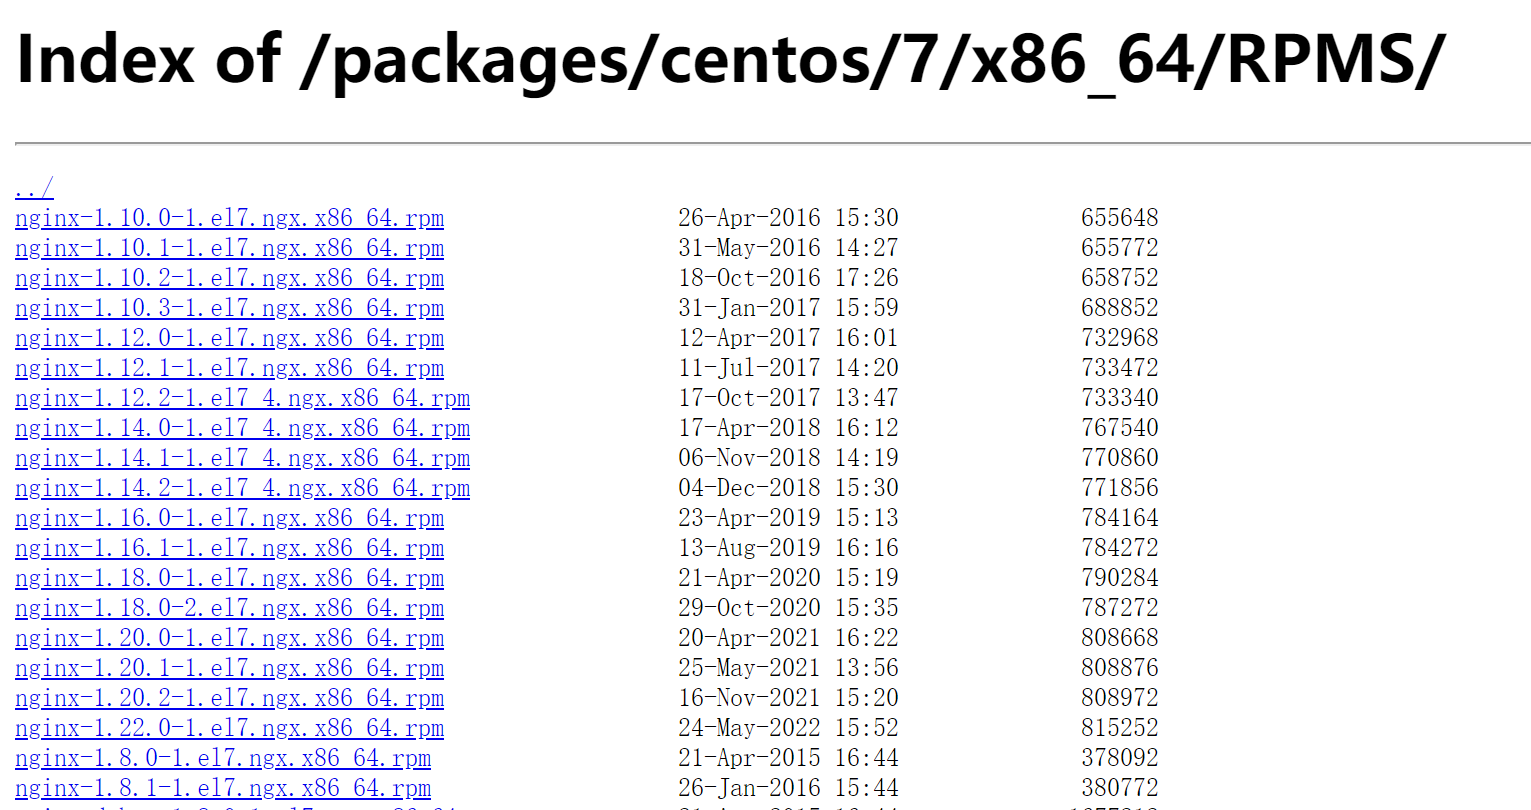 Index of /packages/centos/7/x86_64/RPMS/
../
nginx-1.10.0-1.el7.ngx.x86_64.rpm 26-Apr-2016 15:30 655648
nginx-1.10.1-1.el7.ngx.x86_64.rpm 31-May-2016 14:27 655772
nginx-1.10.2-1.el7.ngx.x86_64.rpm 18-Oct-2016 17:26 658752
nginx-1.10.3-1.el7.ngx.x86_64.rpm 31-Jan-2017 15:59 688852
nginx-1.12.0-1.el7.ngx.x86_64.rpm 12-Apr-2017 16:01 732968
nginx-1.12.1-1.el7.ngx.x86_64.rpm 11-Jul-2017 14:20 733472
nginx-1.12.2-1.el7_4.ngx.x86_64.rpm 17-Oct-2017 13:47 733340
nginx-1.14.0-1.el7_4.ngx.x86_64.rpm 17-Apr-2018 16:12 767540
nginx-1.14.1-1.el7_4.ngx.x86_64.rpm 06-Nov-2018 14:19 770860
nginx-1.14.2-1.el7_4.ngx.x86_64.rpm 04-Dec-2018 15:30 771856
nginx-1.16.0-1.el7.ngx.x86_64.rpm 23-Apr-2019 15:13 784164
nginx-1.16.1-1.el7.ngx.x86_64.rpm 13-Aug-2019 16:16 784272
nginx-1.18.0-1.el7.ngx.x86_64.rpm 21-Apr-2020 15:19 790284
nginx-1.18.0-2.el7.ngx.x86_64.rpm 29-Oct-2020 15:35 787272
nginx-1.20.0-1.el7.ngx.x86_64.rpm 20-Apr-2021 16:22 808668
nginx-1.20.1-1.el7.ngx.x86_64.rpm 25-May-2021 13:56 808876
nginx-1.20.2-1.el7.ngx.x86_64.rpm 16-Nov-2021 15:20 808972
nginx-1.22.0-1.el7.ngx.x86_64.rpm 24-May-2022 15:52 815252
nginx-1.8.0-1.el7.ngx.x86_64.rpm 21-Apr-2015 16:44 378092
nginx-1.8.1-1.el7.ngx.x86_64.rpm 26-Jan-2016 15:44 380772